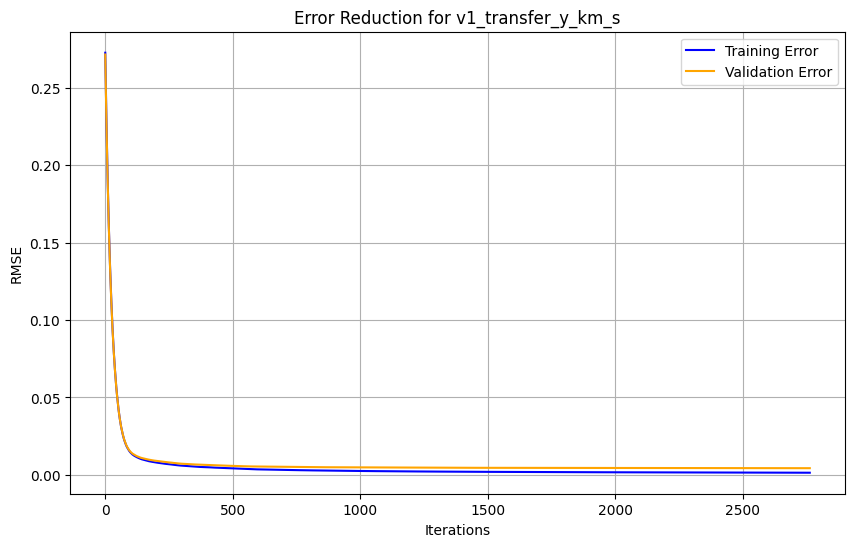 Error Reduction for v1_transfer_y_km_s
Training Error
Validation Error
RMSE
0.25
0.20
0.15
0.10
0.05
0.00
0 500 1000 1500 2000 2500
Iterations